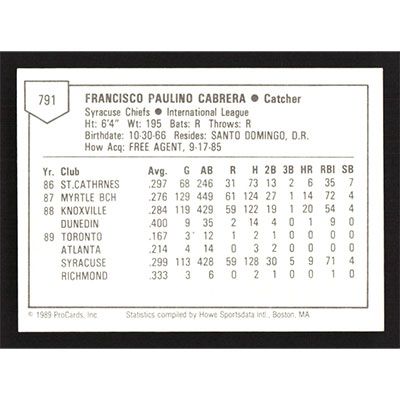 791
FRANCISCO PAULINO CABRERA ● Catcher
Syracuse Chiefs ● International League
Ht: 6'4" Wt: 195 Bats: R Throws: R
Birthdate: 10-30-66 Resides: SANTO DOMINGO, D.R.
How Acq: FREE AGENT, 9-17-85
Yr. Club Avg. G AB R H 2B 3B HR RBI SB
86 ST.CATHRNES .297 68 246 31 73 13 2 6 35 7
87 MYRTLE BCH .276 129 449 61 124 27 1 14 72 4
88 KNOXVILLE .284 119 429 59 122 19 1 20 54 4
DUNEDIN .400 9 35 2 14 4 0 0 9 0
89 TORONTO .167 3 12 1 2 1 0 0 0 0
ATLANTA .214 4 14 0 3 2 0 0 0 0
SYRACUSE .299 113 428 59 128 30 5 9 71 4
RICHMOND .333 3 6 1 2 1 0 0 1 0
© 1989 ProCards, Inc. Statistics compiled by Howe Sportsdata Intl., Boston, MA